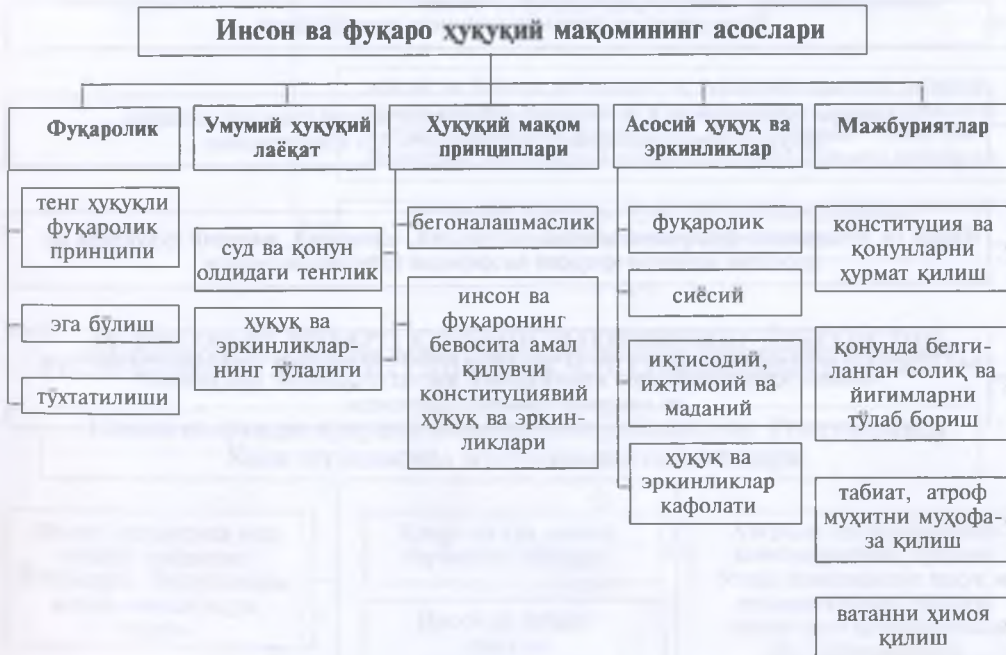 Инсон ва фуқаро ҳуқуқий мақомининг асослари
Фуқаролик
тенг ҳуқуқли
фуқаролик
принципи
эга бўлиш
тўхтатилиши
Умумий ҳуқуқий
лаёқат
суд ва қонун
олдидаги тенглик
ҳуқуқ ва
эркинликлар-
нинг тўлалиги
Ҳуқуқий мақом
принциплари
бегоналашмаслик
инсон ва
фуқаронинг
бевосита амал
қилувчи
конституциявий
ҳуқуқ ва эркин-
ликлари
Асосий ҳуқуқ ва
эркинликлар
фуқаролик
сиёсий
иқтисодий,
ижтимоий ва
маданий
ҳуқуқ ва
эркинликлар
кафолати
Мажбуриятлар
конституция ва
қонунларни
ҳурмат қилиш
қонунда белги-
ланган солиқ ва
йигимларни
тўлаб бориш
табиат, атроф
муҳитни муҳофа-
за қилиш
ватанни ҳимоя
қилиш